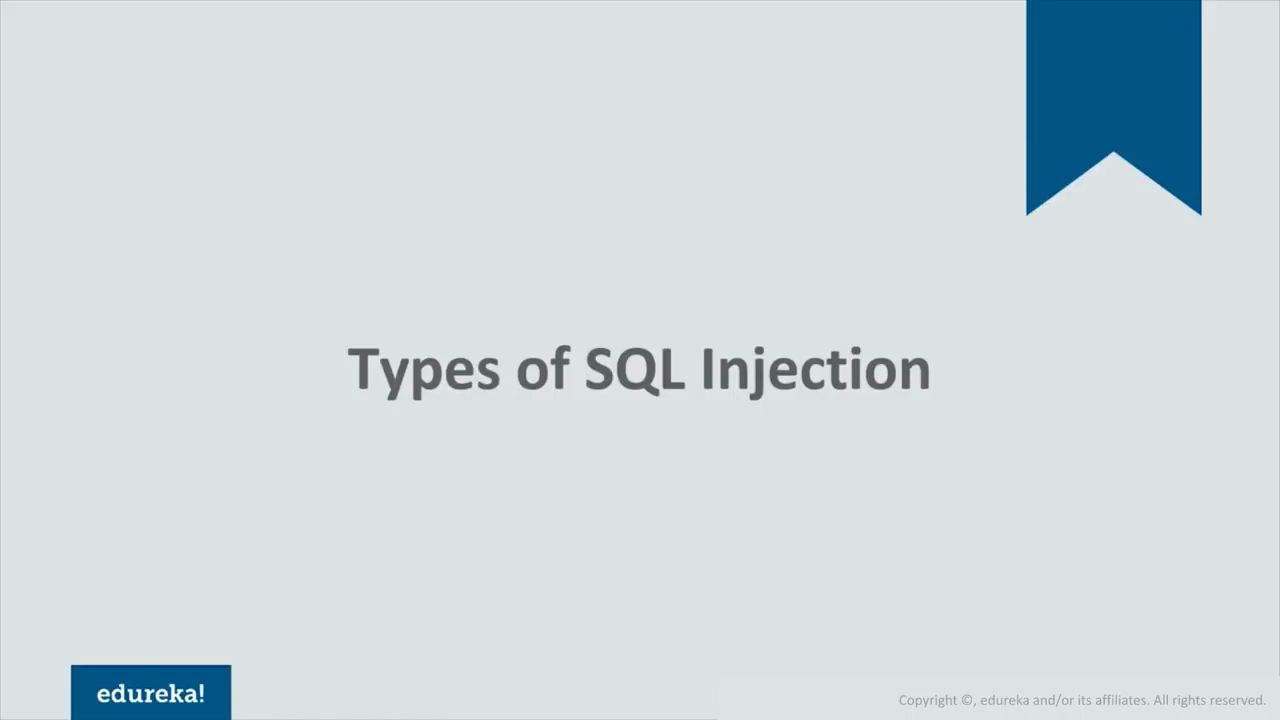 Types of SQL Injection
edureka!
Copyright ©, edureka and/or its affiliates. All rights reserved.